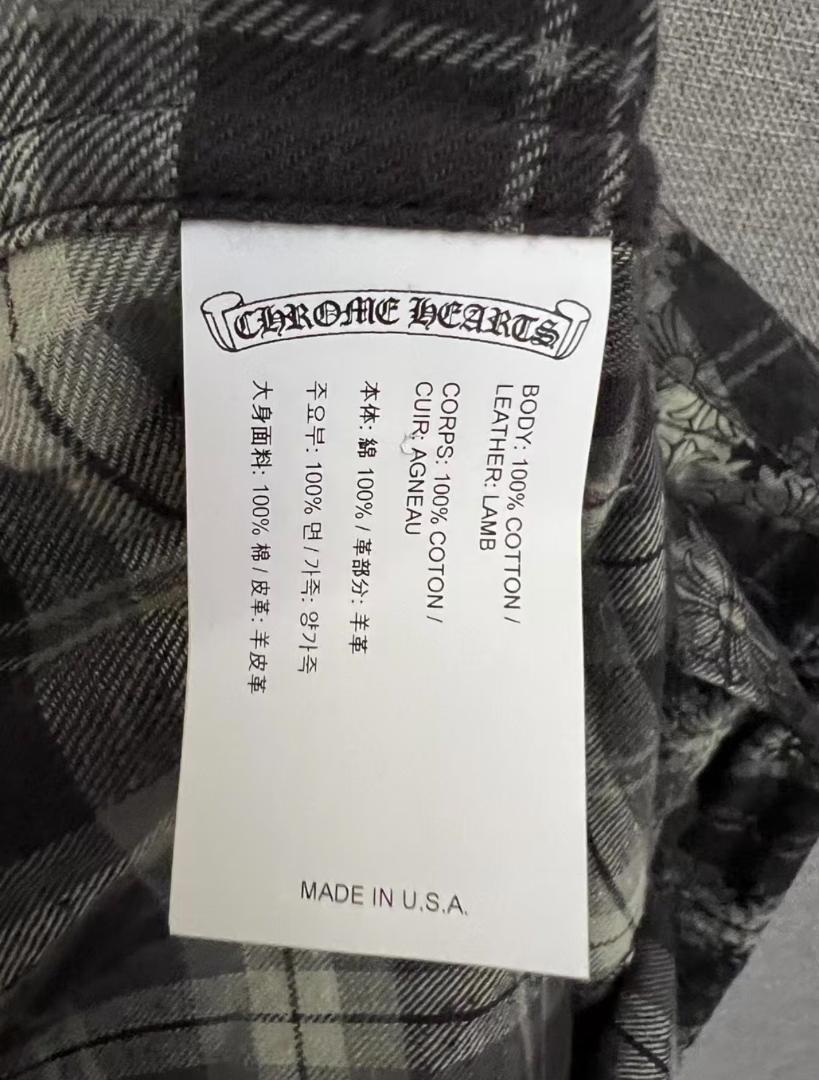 CHROME HEARTS
BODY: 100% COTTON /
LEATHER: LAMB
CORPS: 100% COTON /
CUIR: AGNEAU
本体: 綿 100% / 革部分: 羊革
주요부: 100% 면 / 가죽: 양가죽
大身面料: 100% 棉 / 皮革: 羊皮革
MADE IN U.S.A.